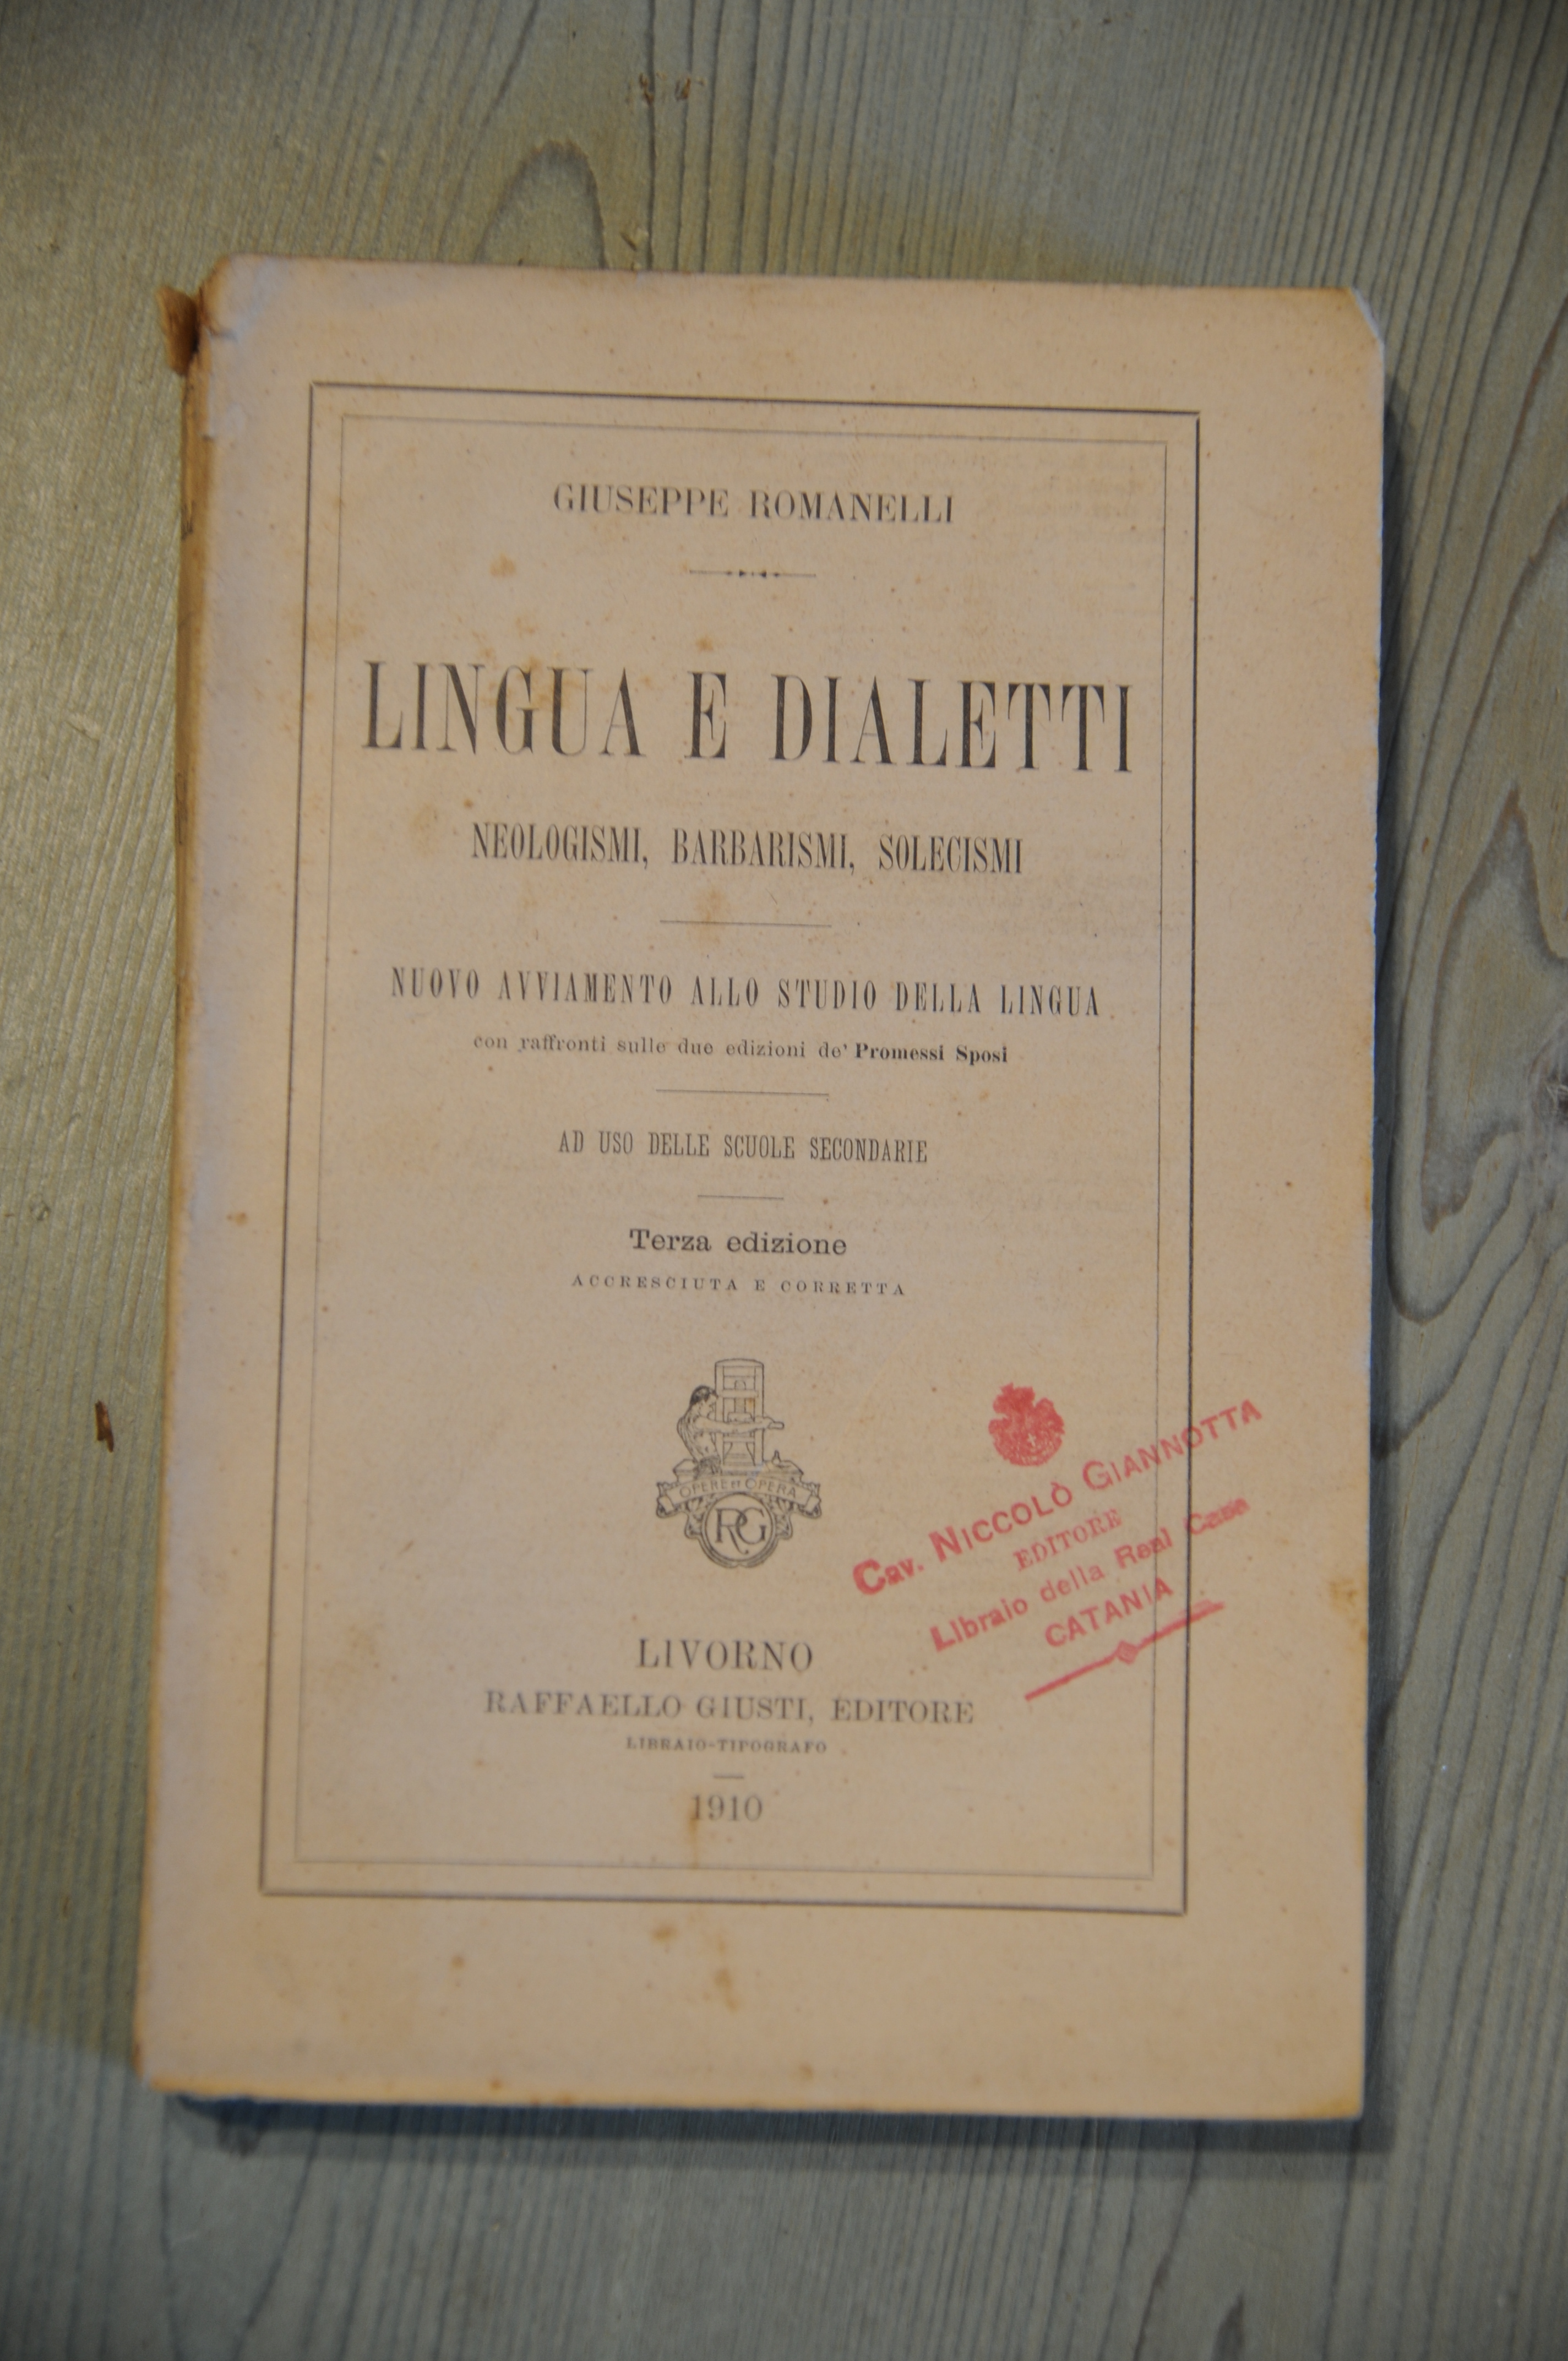 GIUSEPPE ROMANELLI
LINGUA E DIALETTI
NEOLOGISMI, BARBARISMI, SOLECISMI
NUOVO AVVIAMENTO ALLO STUDIO DELLA LINGUA
con raffronti sulle due edizioni de' Promessi Sposi
AD USO DELLE SCUOLE SECONDARIE
Terza edizione
ACCRESCIUTA E CORRETTA
OPERE ET OPERA
RG
Cav. NICCOLÒ GIANNOTTA
EDITORE
Libraio della Real Casa
CATANIA
LIVORNO
RAFFAELLO GIUSTI, EDITORE
LIBRAIO-TIPOGRAFO
1910